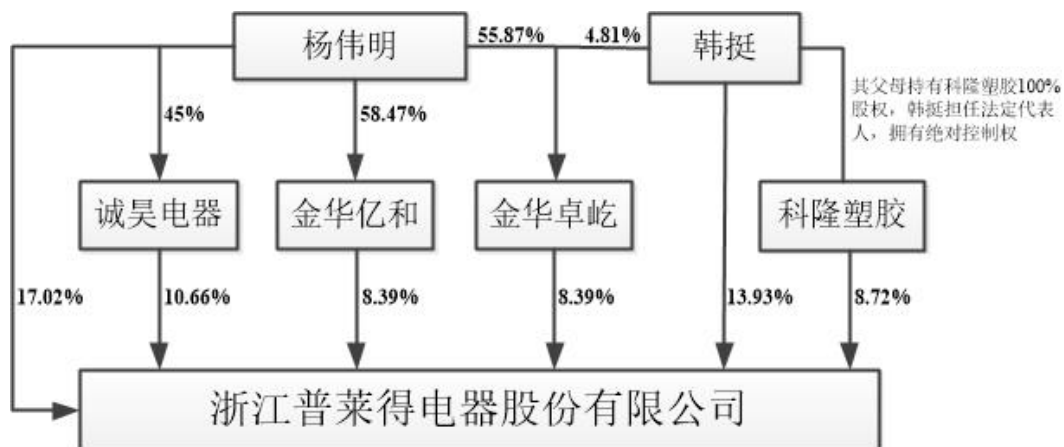 杨伟明
55.87%
4.81%
韩挺
45%
58.47%
其父母持有科隆塑胶100%
股权，韩挺担任法定代表
人，拥有绝对控制权
诚昊电器
金华亿和
金华卓屹
科隆塑胶
17.02%
10.66%
8.39%
8.39%
13.93%
8.72%
浙江普莱得电器股份有限公司